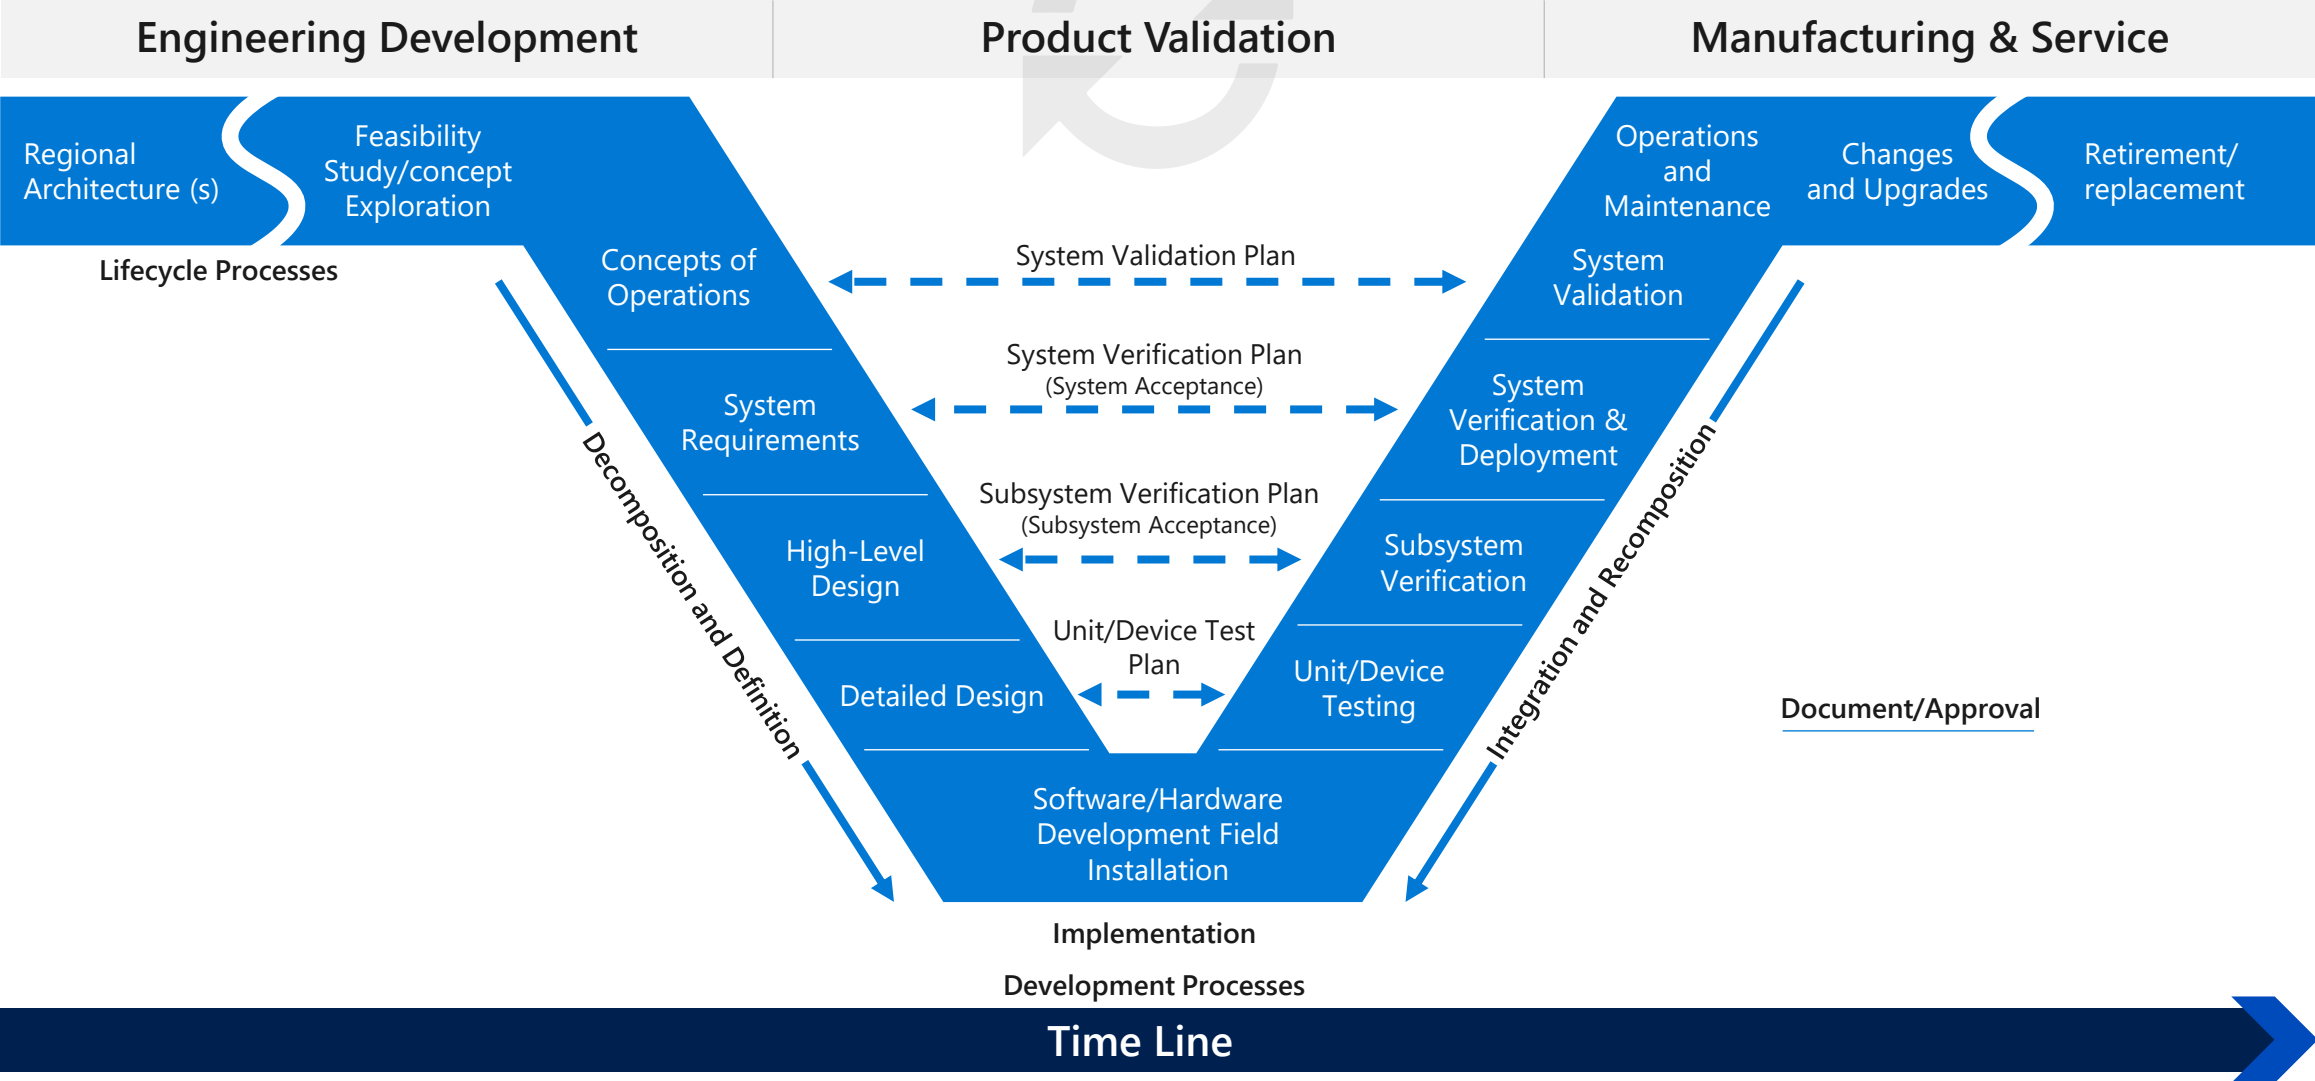 Engineering Development
Product Validation
Manufacturing & Service
Regional
Architecture (s)
Feasibility
Study/concept
Exploration
Operations
and
Maintenance
Changes
and Upgrades
Retirement/
replacement
Lifecycle Processes
Concepts of
Operations
System Validation Plan
System
Validation
System Requirements
System Verification Plan
(System Acceptance)
System
Verification &
Deployment
High-Level
Design
Subsystem Verification Plan
(Subsystem Acceptance)
Subsystem
Verification
Detailed Design
Unit/Device Test
Plan
Unit/Device
Testing
Decomposition and Definition
Integration and Recomposition
Document/Approval
Software/Hardware
Development Field
Installation
Implementation
Development Processes
Time Line